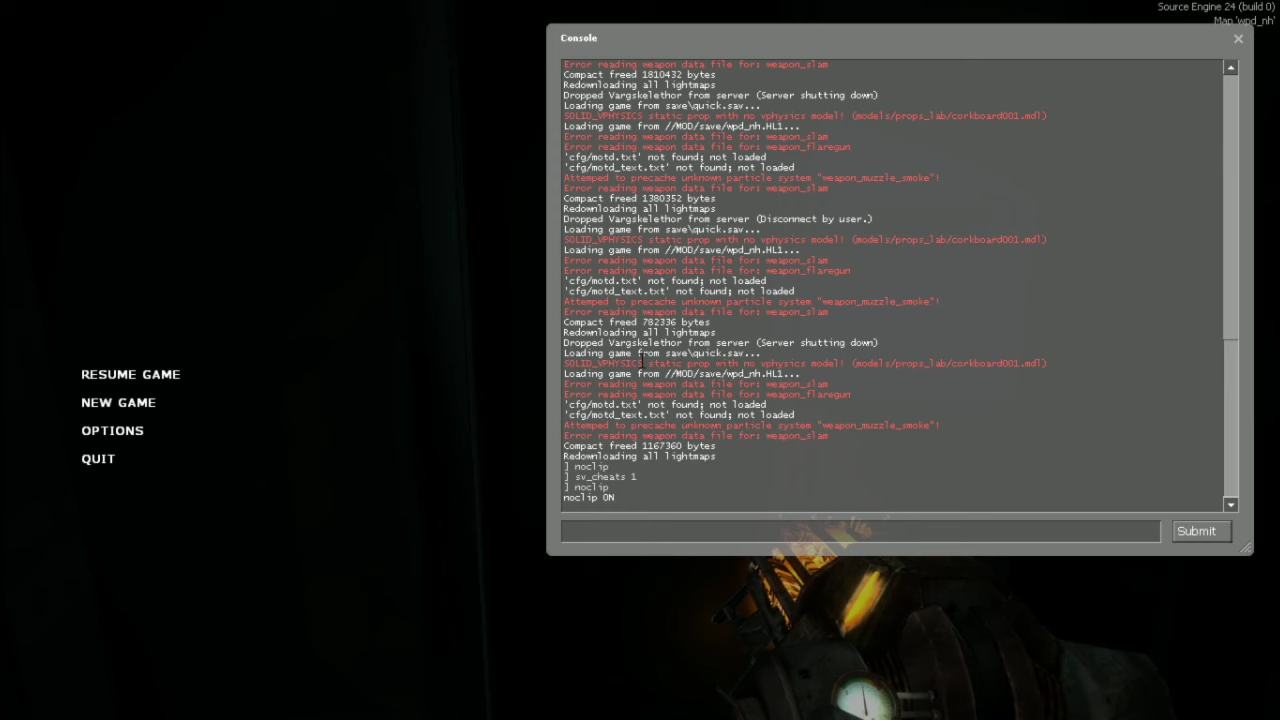 Source Engine 24 (build 0)
Map 'wpd_nh'
Console
Error reading weapon data file for: weapon_slam
Compact freed 1810432 bytes
Redownloading all lightmaps
Dropped Vargskelethor from server (Server shutting down)
Loading game from save\quick.sav...
SOLID_VPHYSICS static prop with no vphysics model! (models/props_lab/corkboard001.mdl)
Loading game from //MOD/save/wpd_nh.HL1...
Error reading weapon data file for: weapon_slam
Error reading weapon data file for: weapon_flaregun
'cfg/motd.txt' not found; not loaded
'cfg/motd_text.txt' not found; not loaded
Attemped to precache unknown particle system "weapon_muzzle_smoke"!
Error reading weapon data file for: weapon_slam
Compact freed 1380352 bytes
Redownloading all lightmaps
Dropped Vargskelethor from server (Disconnect by user.)
Loading game from save\quick.sav...
SOLID_VPHYSICS static prop with no vphysics model! (models/props_lab/corkboard001.mdl)
Loading game from //MOD/save/wpd_nh.HL1...
Error reading weapon data file for: weapon_slam
Error reading weapon data file for: weapon_flaregun
'cfg/motd.txt' not found; not loaded
'cfg/motd_text.txt' not found; not loaded
Attemped to precache unknown particle system "weapon_muzzle_smoke"!
Error reading weapon data file for: weapon_slam
Compact freed 782336 bytes
Redownloading all lightmaps
Dropped Vargskelethor from server (Server shutting down)
Loading game from save\quick.sav...
SOLID_VPHYSICS static prop with no vphysics model! (models/props_lab/corkboard001.mdl)
Loading game from //MOD/save/wpd_nh.HL1...
Error reading weapon data file for: weapon_slam
Error reading weapon data file for: weapon_flaregun
'cfg/motd.txt' not found; not loaded
'cfg/motd_text.txt' not found; not loaded
Attemped to precache unknown particle system "weapon_muzzle_smoke"!
Error reading weapon data file for: weapon_slam
Compact freed 1167360 bytes
Redownloading all lightmaps
] noclip
] sv_cheats 1
] noclip
noclip ON
Submit
RESUME GAME
NEW GAME
OPTIONS
QUIT